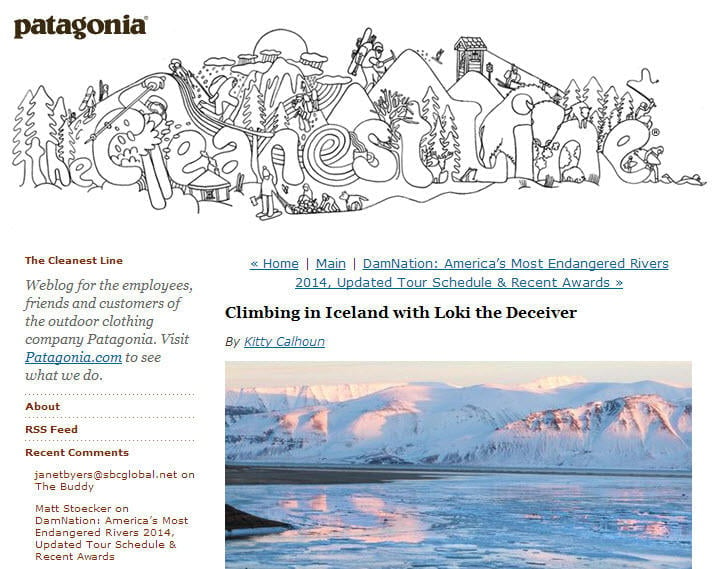 patagonia®
the Cleanest Line®
The Cleanest Line
Weblog for the employees,
friends and customers of
the outdoor clothing
company Patagonia. Visit
Patagonia.com to see
what we do.
About
RSS Feed
Recent Comments
janetbyers@sbcglobal.net on
The Buddy
Matt Stoecker on
DamNation: America’s Most
Endangered Rivers 2014,
Updated Tour Schedule &
Recent Awards
« Home | Main | DamNation: America’s Most Endangered Rivers
2014, Updated Tour Schedule & Recent Awards »
Climbing in Iceland with Loki the Deceiver
By Kitty Calhoun